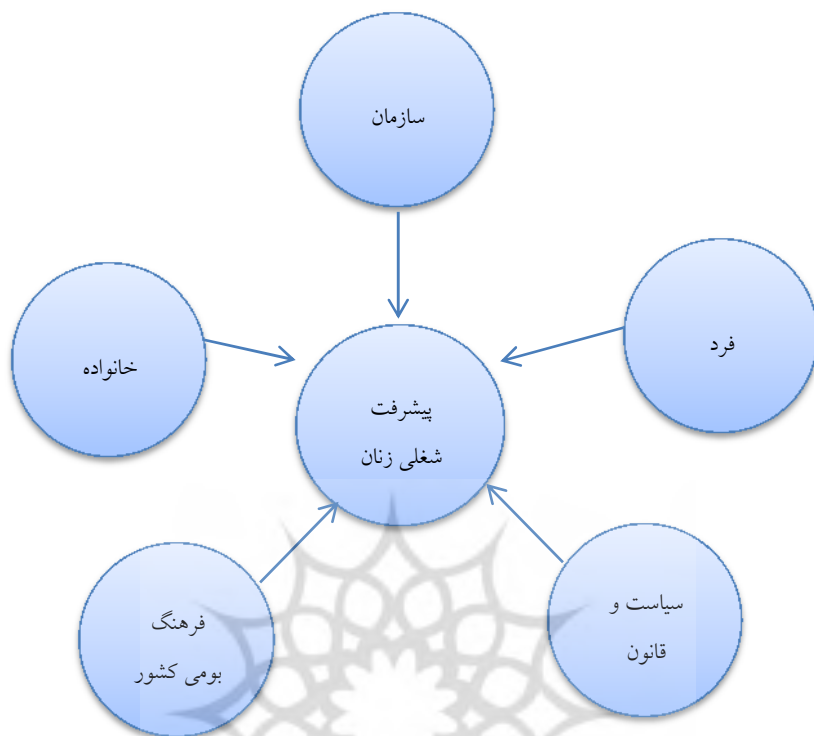 سازمان
فرد
خانواده
پیشرفت
شغلی زنان
سیاست و
قانون
فرهنگ
بومی کشور